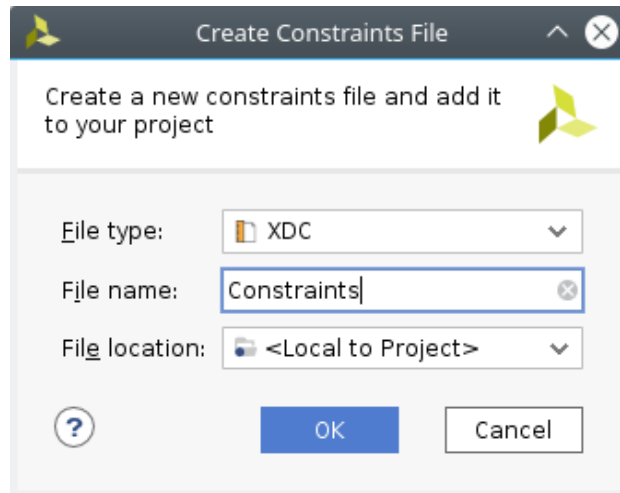 Create Constraints File
Create a new constraints file and add it
to your project
File type: XDC
File name: Constraints
File location: <Local to Project>
? OK Cancel